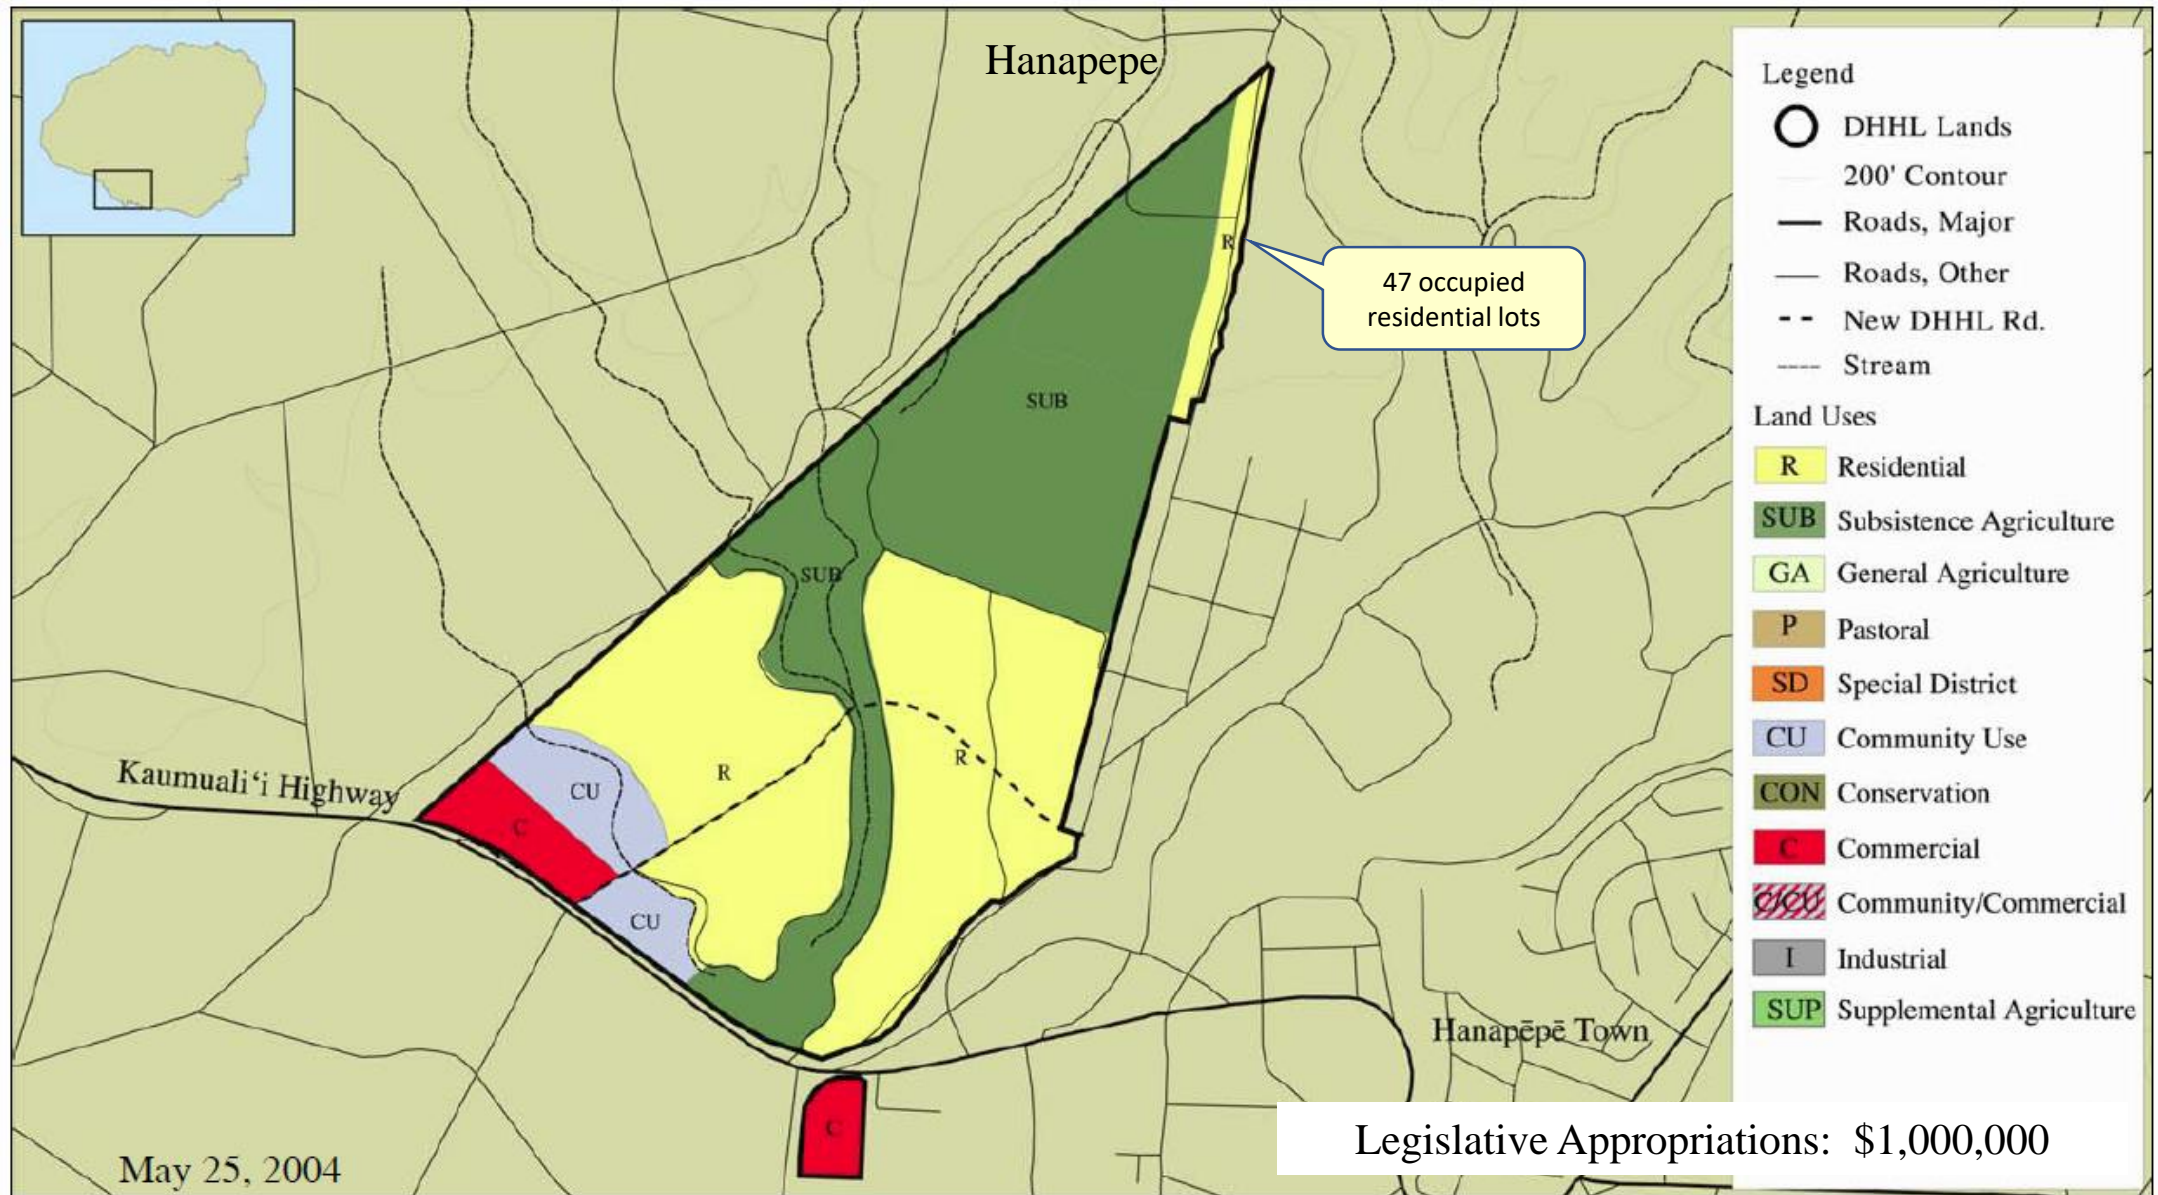 Hanapepe
R
47 occupied
residential lots
SUB
SUB
R
R
CU
C
CU
Kaumualiʻi Highway
C
Hanapēpē Town
May 25, 2004
Legend
DHHL Lands
200' Contour
Roads, Major
Roads, Other
New DHHL Rd.
Stream
Land Uses
R Residential
SUB Subsistence Agriculture
GA General Agriculture
P Pastoral
SD Special District
CU Community Use
CON Conservation
C Commercial
C/CU Community/Commercial
I Industrial
SUP Supplemental Agriculture
Legislative Appropriations: $1,000,000